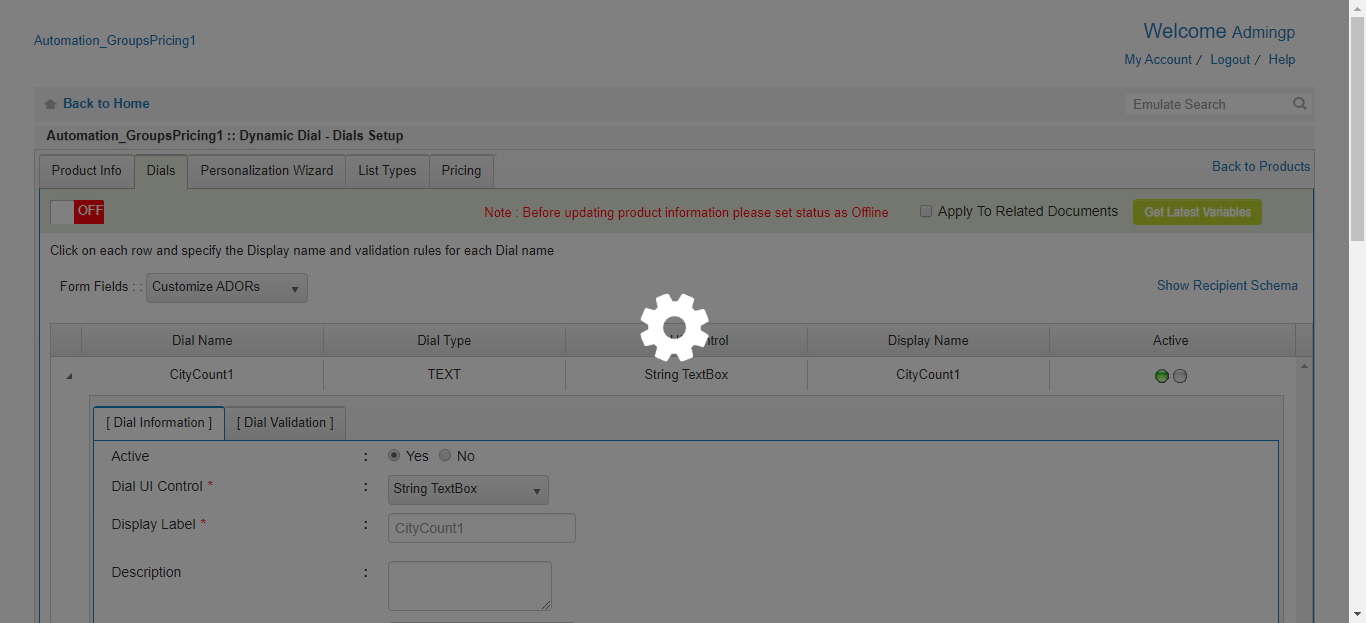 Welcome Admingp
Automation_GroupsPricing1
My Account / Logout / Help
Back to Home
Emulate Search
Automation_GroupsPricing1 :: Dynamic Dial - Dials Setup
Product Info Dials Personalization Wizard List Types Pricing Back to Products
OFF Note : Before updating product information please set status as Offline Apply To Related Documents Get Latest Variables
Click on each row and specify the Display name and validation rules for each Dial name
Form Fields : : Customize ADORs Show Recipient Schema
Dial Name Dial Type Display Name Active
CityCount1 TEXT String TextBox CityCount1
[ Dial Information ] [ Dial Validation ]
Active : Yes No
Dial UI Control * : String TextBox
Display Label * : CityCount1
Description :